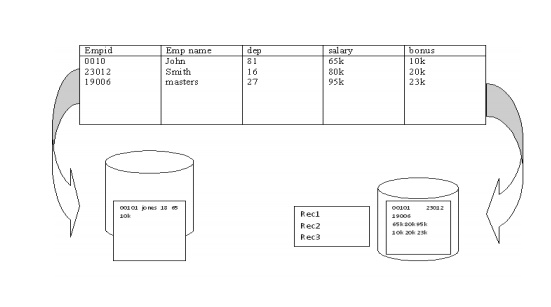 Empid Emp name dep salary bonus
0010 John 81 65k 10k
23012 Smith 16 80k 20k
19006 masters 27 95k 23k
00101 jones 18 65
10k
Rec1
Rec2
Rec3
00101 23012
19006
65k 20k 95k
10k 20k 23k